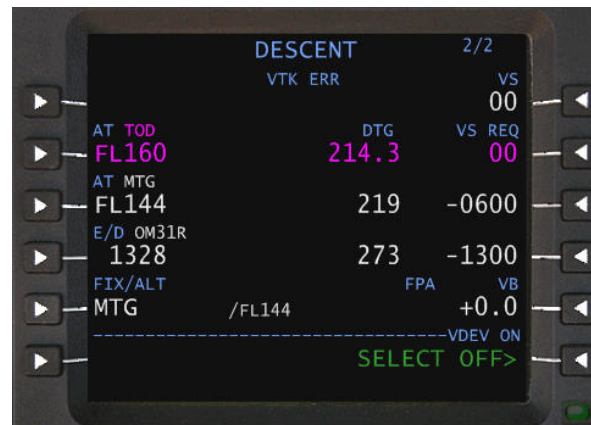 DESCENT 2/2
VTK ERR VS
00
AT TOD DTG VS REQ
FL160 214.3 00
AT MTG
FL144 219 -0600
E/D OM31R
1328 273 -1300
FIX/ALT FPA VB
MTG /FL144 +0.0
----------------------------------VDEV ON
SELECT OFF>